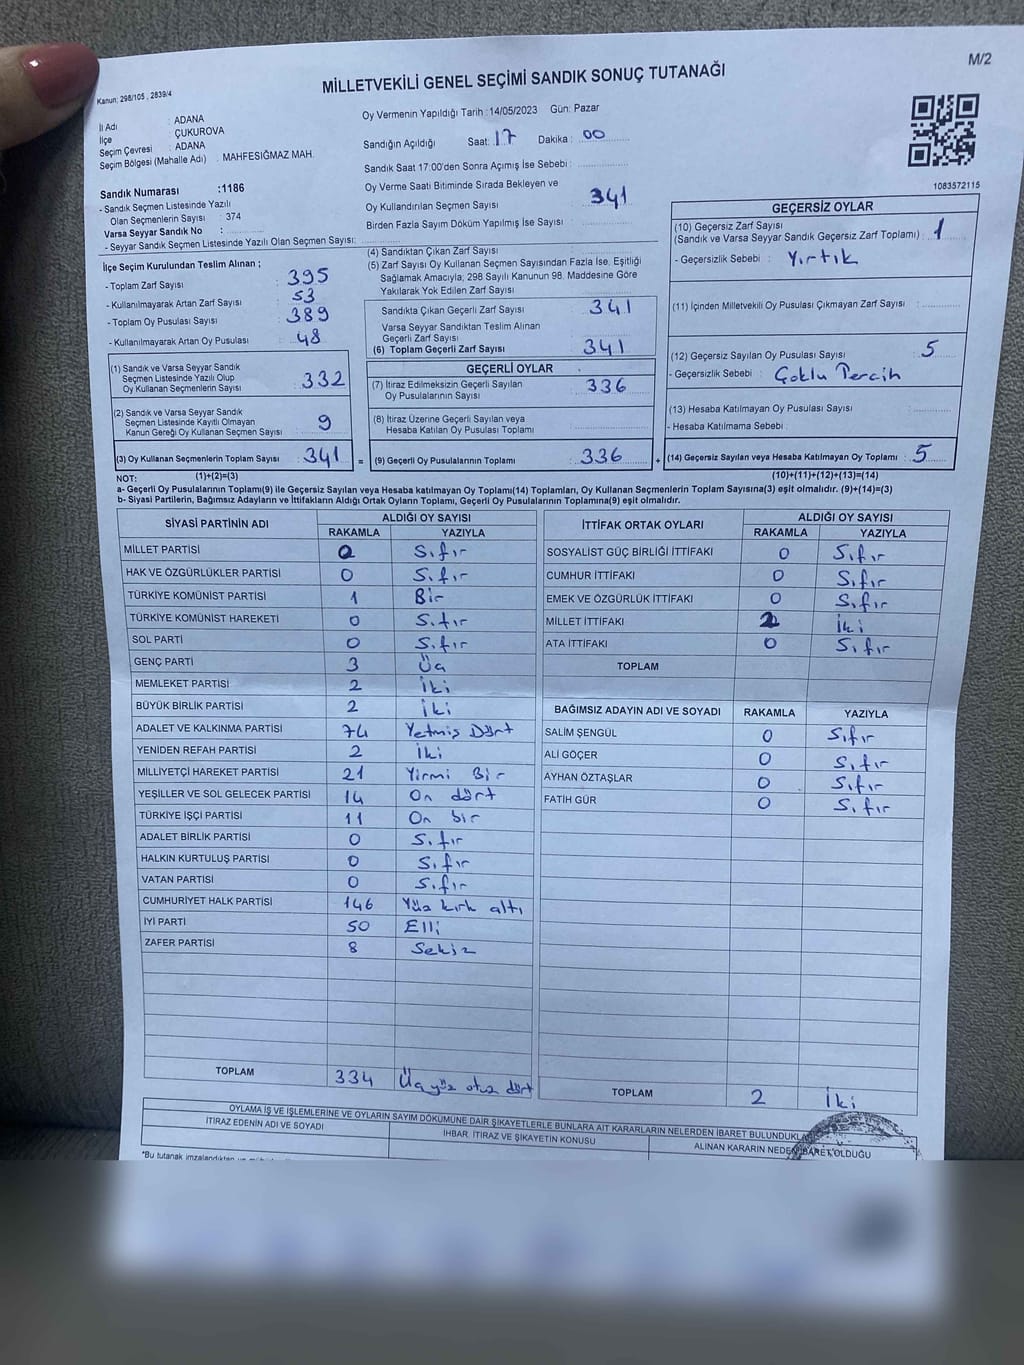 M/2
Kanun: 298/105 , 2839/4
MİLLETVEKİLİ GENEL SEÇİMİ SANDIK SONUÇ TUTANAĞI
İl Adı : ADANA
İlçe : ÇUKUROVA
Seçim Çevresi : ADANA
Seçim Bölgesi (Mahalle Adı) : MAHFESIĞMAZ MAH.
Sandık Numarası :1186
- Sandık Seçmen Listesinde Yazılı
Olan Seçmenlerin Sayısı : 374
Varsa Seyyar Sandık No :
- Seyyar Sandık Seçmen Listesinde Yazılı Olan Seçmen Sayısı:
Oy Vermenin Yapıldığı Tarih :14/05/2023 Gün: Pazar
Sandığın Açıldığı Saat: 17 Dakika : 00
Sandık Saat 17:00'den Sonra Açımış İse Sebebi :
Oy Verme Saati Bitiminde Sırada Bekleyen ve
Oy Kullandırılan Seçmen Sayısı : 341
Birden Fazla Sayım Döküm Yapılmış İse Sayısı :
1083572115
İlçe Seçim Kurulundan Teslim Alınan ;
- Toplam Zarf Sayısı : 395
- Kullanılmayarak Artan Zarf Sayısı : 53
- Toplam Oy Pusulası Sayısı : 389
- Kullanılmayarak Artan Oy Pusulası : 48
(1) Sandık ve Varsa Seyyar Sandık
Seçmen Listesinde Yazılı Olup
Oy Kullanan Seçmenlerin Sayısı : 332
(2) Sandık ve Varsa Seyyar Sandık
Seçmen Listesinde Kayıtlı Olmayan
Kanun Gereği Oy Kullanan Seçmen Sayısı : 9
(3) Oy Kullanan Seçmenlerin Toplam Sayısı : 341
(1)+(2)=(3)
(4) Sandıktan Çıkan Zarf Sayısı :
(5) Zarf Sayısı Oy Kullanan Seçmen Sayısından Fazla İse, Eşitliği
Sağlamak Amacıyla; 298 Sayılı Kanunun 98. Maddesine Göre
Yakılarak Yok Edilen Zarf Sayısı :
Sandıkta Çıkan Geçerli Zarf Sayısı : 341
Varsa Seyyar Sandıktan Teslim Alınan
Geçerli Zarf Sayısı :
(6) Toplam Geçerli Zarf Sayısı : 341
GEÇERLİ OYLAR
(7) İtiraz Edilmeksizin Geçerli Sayılan
Oy Pusulalarının Sayısı : 336
(8) İtiraz Üzerine Geçerli Sayılan veya
Hesaba Katılan Oy Pusulası Toplamı :
= (9) Geçerli Oy Pusulalarının Toplamı : 336 +
GEÇERSİZ OYLAR
(10) Geçersiz Zarf Sayısı
(Sandık ve Varsa Seyyar Sandık Geçersiz Zarf Toplamı) : 1
- Geçersizlik Sebebi : Yırtık
(11) İçinden Milletvekili Oy Pusulası Çıkmayan Zarf Sayısı :
(12) Geçersiz Sayılan Oy Pusulası Sayısı : 5
- Geçersizlik Sebebi : Çoklu Tercih
(13) Hesaba Katılmayan Oy Pusulası Sayısı :
- Hesaba Katılmama Sebebi :
(14) Geçersiz Sayılan veya Hesaba Katılmayan Oy Toplamı : 5
(10)+(11)+(12)+(13)=(14)
NOT:
a- Geçerli Oy Pusulalarının Toplamı(9) ile Geçersiz Sayılan veya Hesaba katılmayan Oy Toplamı(14) Toplamları, Oy Kullanan Seçmenlerin Toplam Sayısına(3) eşit olmalıdır. (9)+(14)=(3)
b- Siyasi Partilerin, Bağımsız Adayların ve İttifakların Aldığı Ortak Oyların Toplamı, Geçerli Oy Pusulalarının Toplamına(9) eşit olmalıdır.
SİYASİ PARTİNİN ADI ALDIĞI OY SAYISI
RAKAMLA YAZIYLA
MİLLET PARTİSİ 0 Sıfır
HAK VE ÖZGÜRLÜKLER PARTİSİ 0 Sıfır
TÜRKİYE KOMÜNİST PARTİSİ 1 Bir
TÜRKİYE KOMÜNİST HAREKETİ 0 Sıfır
SOL PARTİ 0 Sıfır
GENÇ PARTİ 3 Üç
MEMLEKET PARTİSİ 2 İki
BÜYÜK BİRLİK PARTİSİ 2 İki
ADALET VE KALKINMA PARTİSİ 74 Yetmiş Dört
YENİDEN REFAH PARTİSİ 2 İki
MİLLİYETÇİ HAREKET PARTİSİ 21 Yirmi Bir
YEŞİLLER VE SOL GELECEK PARTİSİ 14 On dört
TÜRKİYE İŞÇİ PARTİSİ 11 On bir
ADALET BİRLİK PARTİSİ 0 Sıfır
HALKIN KURTULUŞ PARTİSİ 0 Sıfır
VATAN PARTİSİ 0 Sıfır
CUMHURİYET HALK PARTİSİ 146 Yüz kırk altı
İYİ PARTİ 50 Elli
ZAFER PARTİSİ 8 Sekiz
TOPLAM 334 Üçyüz otuz dört
İTTİFAK ORTAK OYLARI ALDIĞI OY SAYISI
RAKAMLA YAZIYLA
SOSYALİST GÜÇ BİRLİĞİ İTTİFAKI 0 Sıfır
CUMHUR İTTİFAKI 0 Sıfır
EMEK VE ÖZGÜRLÜK İTTİFAKI 0 Sıfır
MİLLET İTTİFAKI 2 İki
ATA İTTİFAKI 0 Sıfır
TOPLAM
BAĞIMSIZ ADAYIN ADI VE SOYADI RAKAMLA YAZIYLA
SALİM ŞENGÜL 0 Sıfır
ALİ GÖÇER 0 Sıfır
AYHAN ÖZTAŞLAR 0 Sıfır
FATİH GÜR 0 Sıfır
TOPLAM 2 İki
OYLAMA İŞ VE İŞLEMLERİNE VE OYLARIN SAYIM DÖKÜMÜNE DAİR ŞİKAYETLERLE BUNLARA AİT KARARLARIN NELERDEN İBARET BULUNDUKL
İTİRAZ EDENİN ADI VE SOYADI İHBAR, İTİRAZ VE ŞİKAYETİN KONUSU ALINAN KARARIN NEDEN İBARET OLDUĞU
*Bu tutanak imzalandıktan